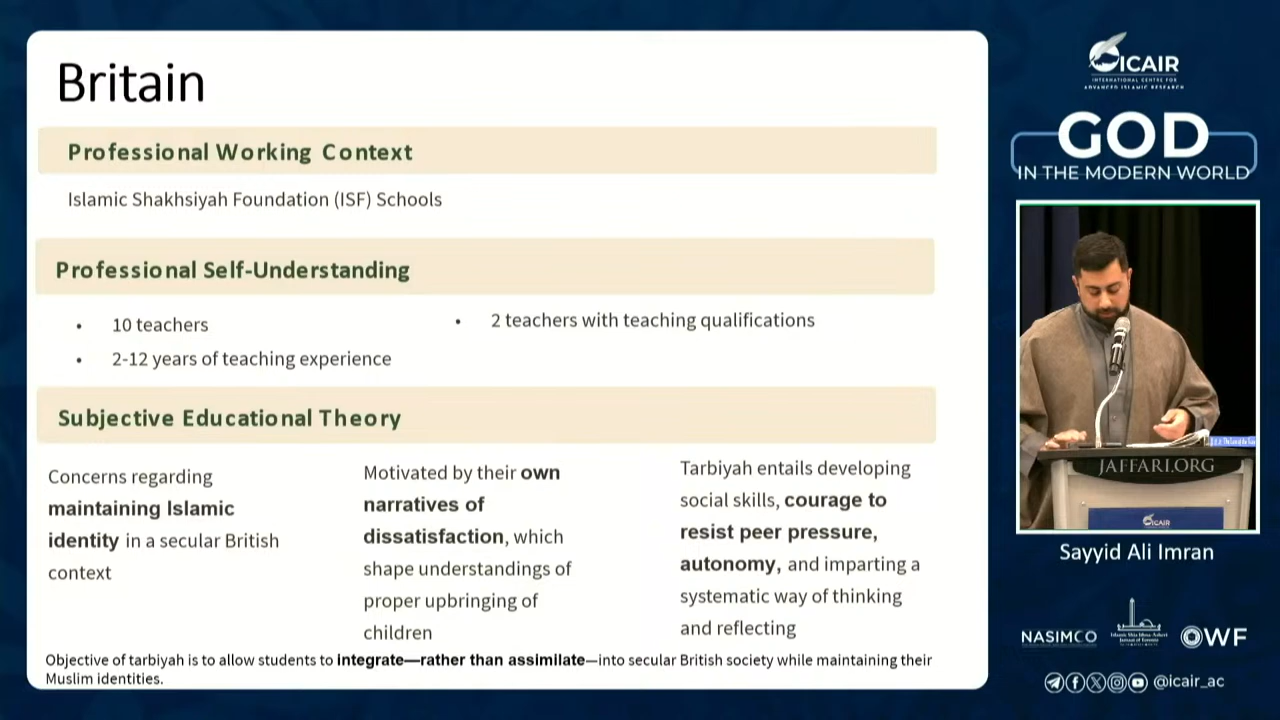 Britain
Professional Working Context
Islamic Shakhsiyah Foundation (ISF) Schools
Professional Self-Understanding
• 10 teachers
• 2-12 years of teaching experience
• 2 teachers with teaching qualifications
Subjective Educational Theory
Concerns regarding
maintaining Islamic
identity in a secular British
context
Motivated by their own
narratives of
dissatisfaction, which
shape understandings of
proper upbringing of
children
Tarbiyah entails developing
social skills, courage to
resist peer pressure,
autonomy, and imparting a
systematic way of thinking
and reflecting
Objective of tarbiyah is to allow students to integrate—rather than assimilate—into secular British society while maintaining their
Muslim identities.
ICAIR
INTERNATIONAL CENTRE FOR
ADVANCED ISLAMIC RESEARCH
GOD
IN THE MODERN WORLD
JAFFARI.ORG
ICAIR
Sayyid Ali Imran
NASIMCO
OWF
@icair_ac